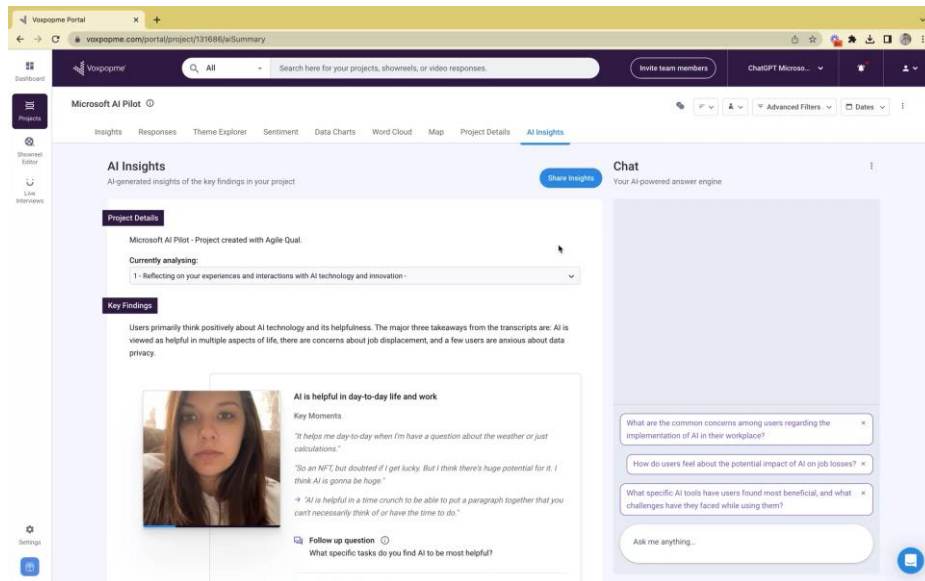 Voxpopme Portal
voxpopme.com/portal/project/131686/aiSummary
Dashboard
Projects
Showreel
Editor
Live
Interviews
Settings
Voxpopme
All
Search here for your projects, showreels, or video responses.
Invite team members
ChatGPT Microso...
Microsoft AI Pilot
Advanced Filters
Dates
Insights Responses Theme Explorer Sentiment Data Charts Word Cloud Map Project Details AI Insights
AI Insights
AI-generated insights of the key findings in your project
Share Insights
Project Details
Microsoft AI Pilot - Project created with Agile Qual.
Currently analysing:
1 - Reflecting on your experiences and interactions with AI technology and innovation -
Key Findings
Users primarily think positively about AI technology and its helpfulness. The major three takeaways from the transcripts are: AI is
viewed as helpful in multiple aspects of life, there are concerns about job displacement, and a few users are anxious about data
privacy.
AI is helpful in day-to-day life and work
Key Moments
"It helps me day-to-day when I'm have a question about the weather or just
calculations."
"So an NFT, but doubted if I get lucky. But I think there's huge potential for it. I
think AI is gonna be huge."
→ "AI is helpful in a time crunch to be able to put a paragraph together that you
can't necessarily think of or have the time to do."
Follow up question
What specific tasks do you find AI to be most helpful?
Chat
Your AI-powered answer engine
What are the common concerns among users regarding the
implementation of AI in their workplace?
How do users feel about the potential impact of AI on job losses?
What specific AI tools have users found most beneficial, and what
challenges have they faced while using them?
Ask me anything...